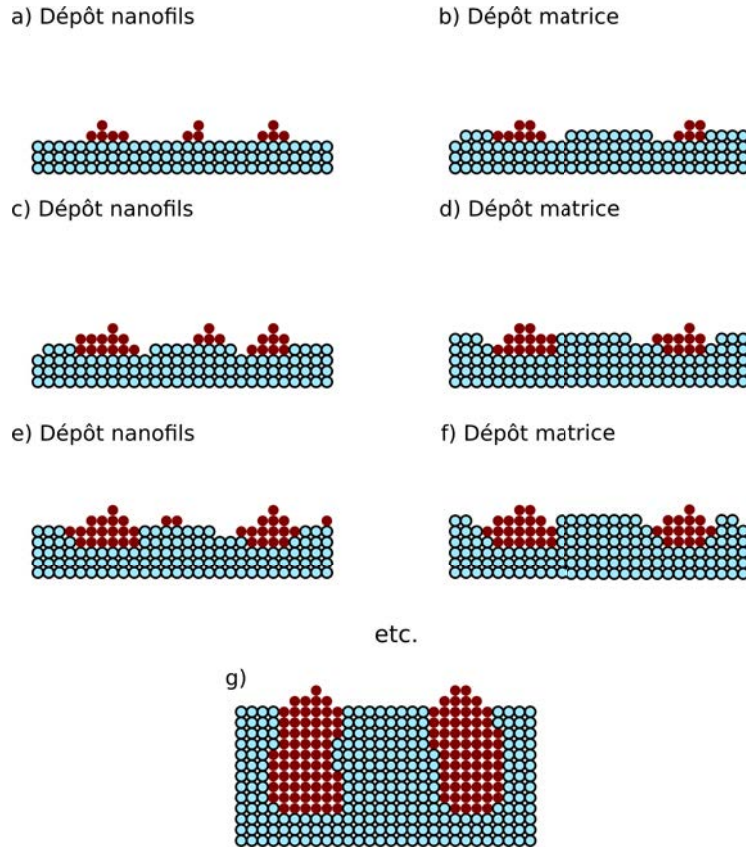 a) Dépôt nanofils
b) Dépôt matrice
c) Dépôt nanofils
d) Dépôt matrice
e) Dépôt nanofils
f) Dépôt matrice
etc.
g)